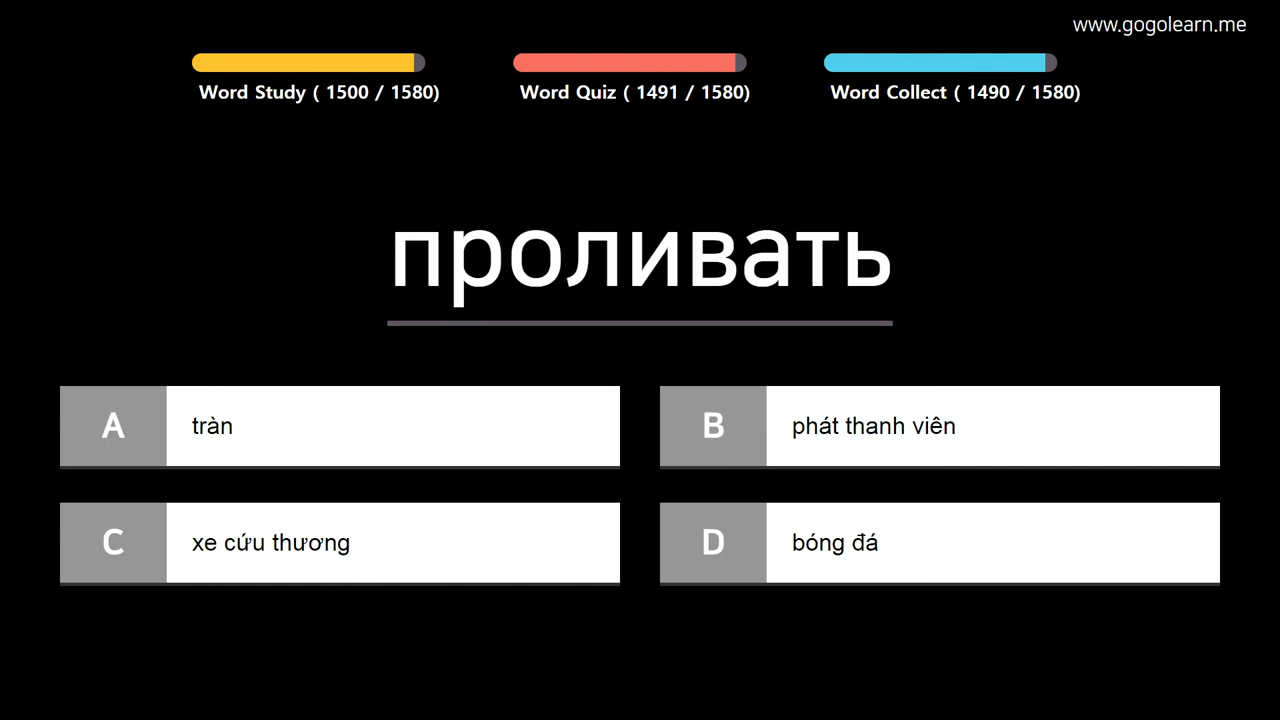 www.gogolearn.me
Word Study ( 1500 / 1580)
Word Quiz ( 1491 / 1580)
Word Collect ( 1490 / 1580)
проливать
A tràn
B phát thanh viên
C xe cứu thương
D bóng đá